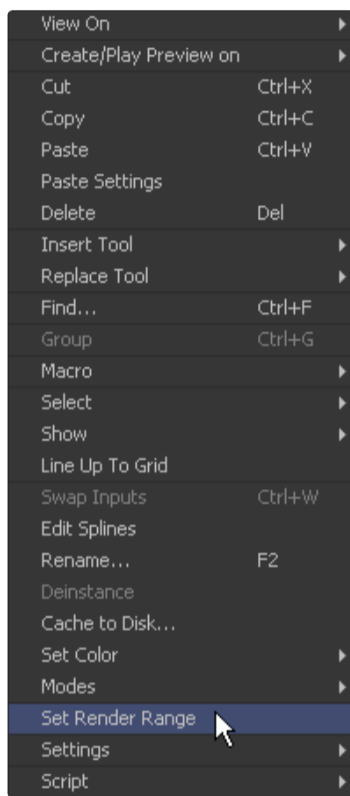 View On
Create/Play Preview on
Cut Ctrl+X
Copy Ctrl+C
Paste Ctrl+V
Paste Settings
Delete Del
Insert Tool
Replace Tool
Find... Ctrl+F
Group Ctrl+G
Macro
Select
Show
Line Up To Grid
Swap Inputs Ctrl+W
Edit Splines
Rename... F2
Deinstance
Cache to Disk...
Set Color
Modes
Set Render Range
Settings
Script